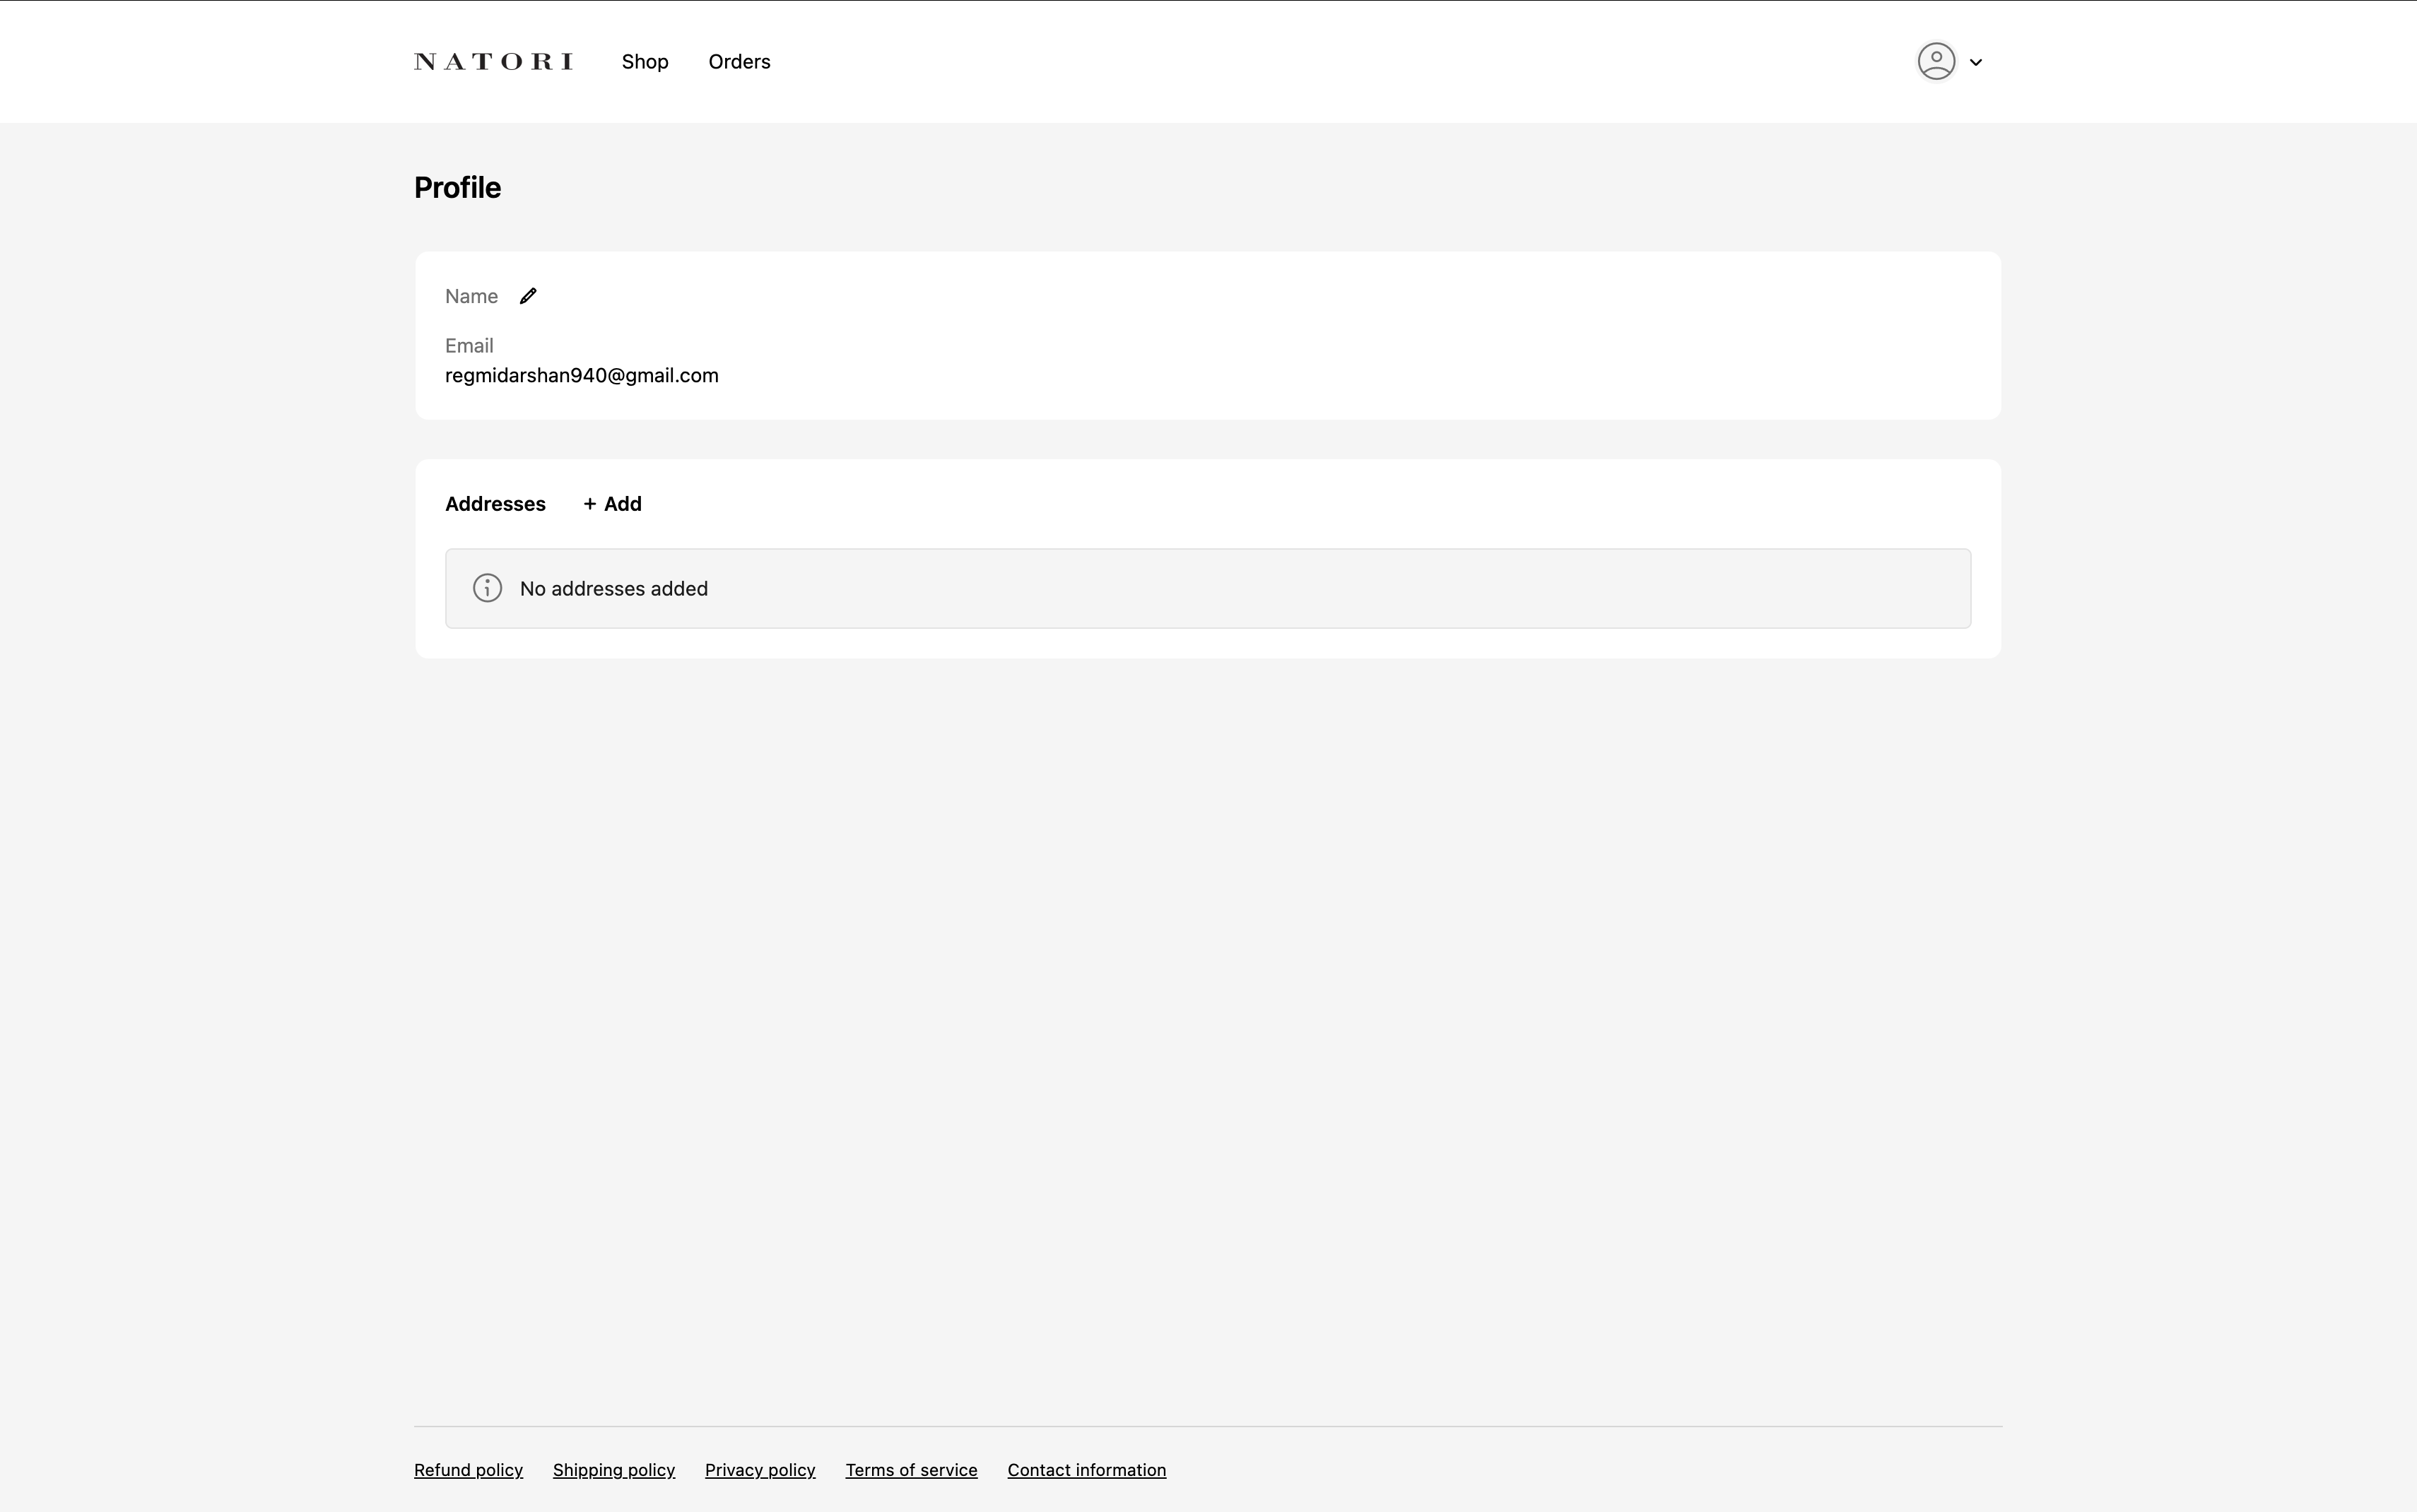 NATORI Shop Orders
Profile
Name
Email
regmidarshan940@gmail.com
Addresses + Add
No addresses added
Refund policy Shipping policy Privacy policy Terms of service Contact information